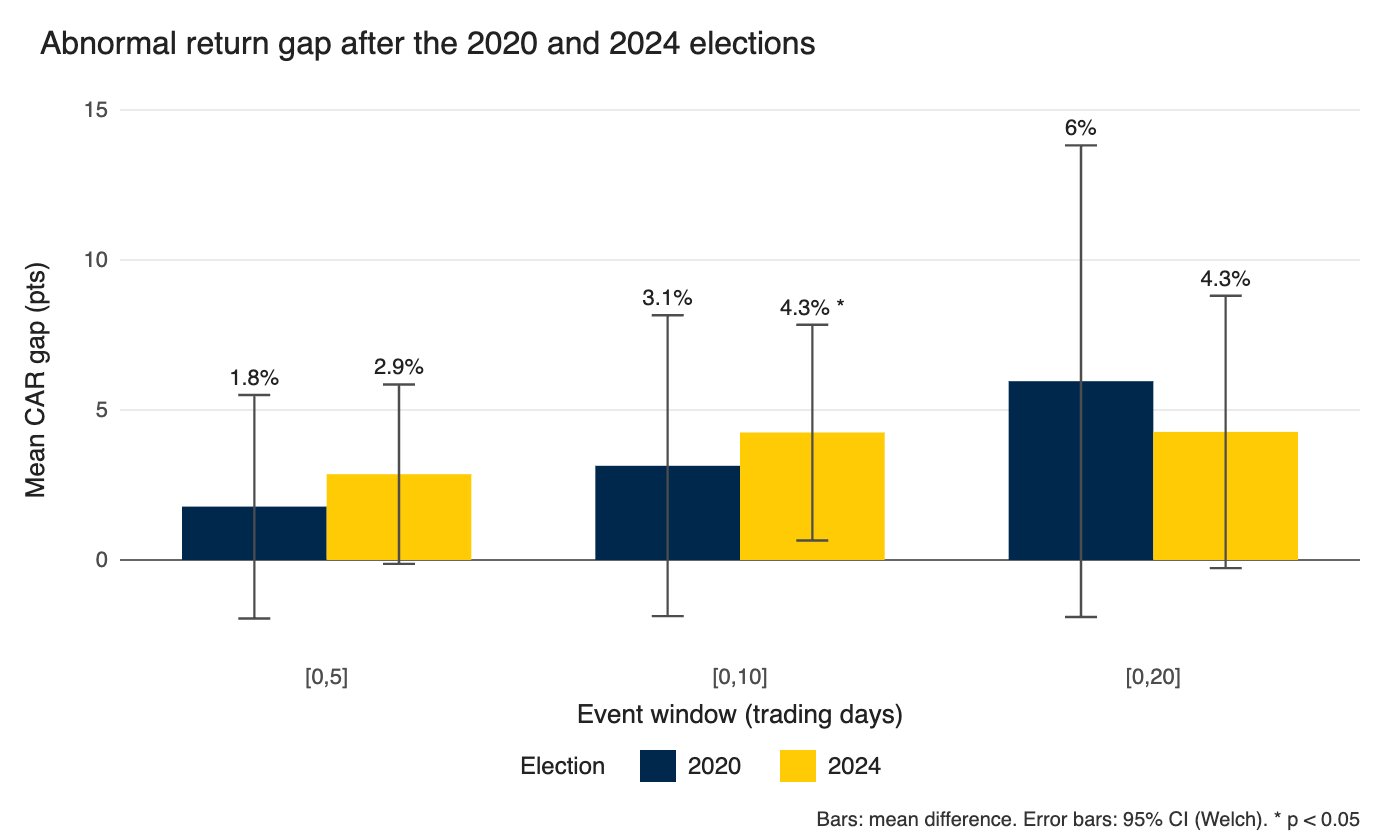 Abnormal return gap after the 2020 and 2024 elections
15
10
5
0
Mean CAR gap (pts)
1.8%
2.9%
3.1%
4.3% *
6%
4.3%
[0,5]
[0,10]
[0,20]
Event window (trading days)
Election 2020 2024
Bars: mean difference. Error bars: 95% CI (Welch). * p < 0.05